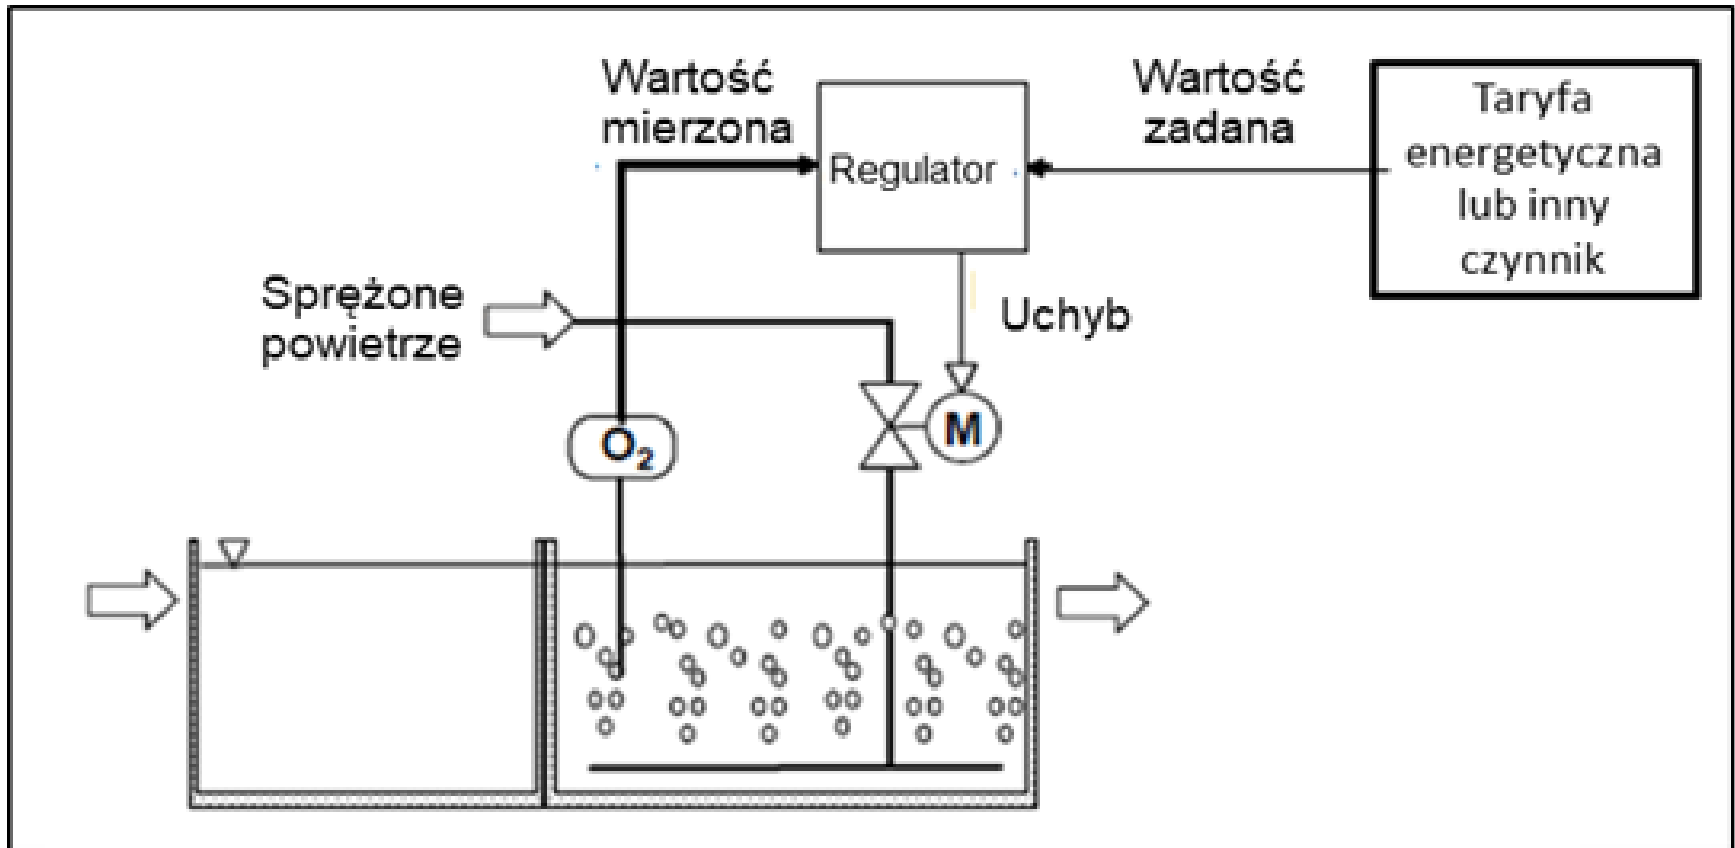 Wartość
mierzona
Regulator
Wartość
zadana
Taryfa
energetyczna
lub inny
czynnik
Sprężone
powietrze
Uchyb
O₂
M